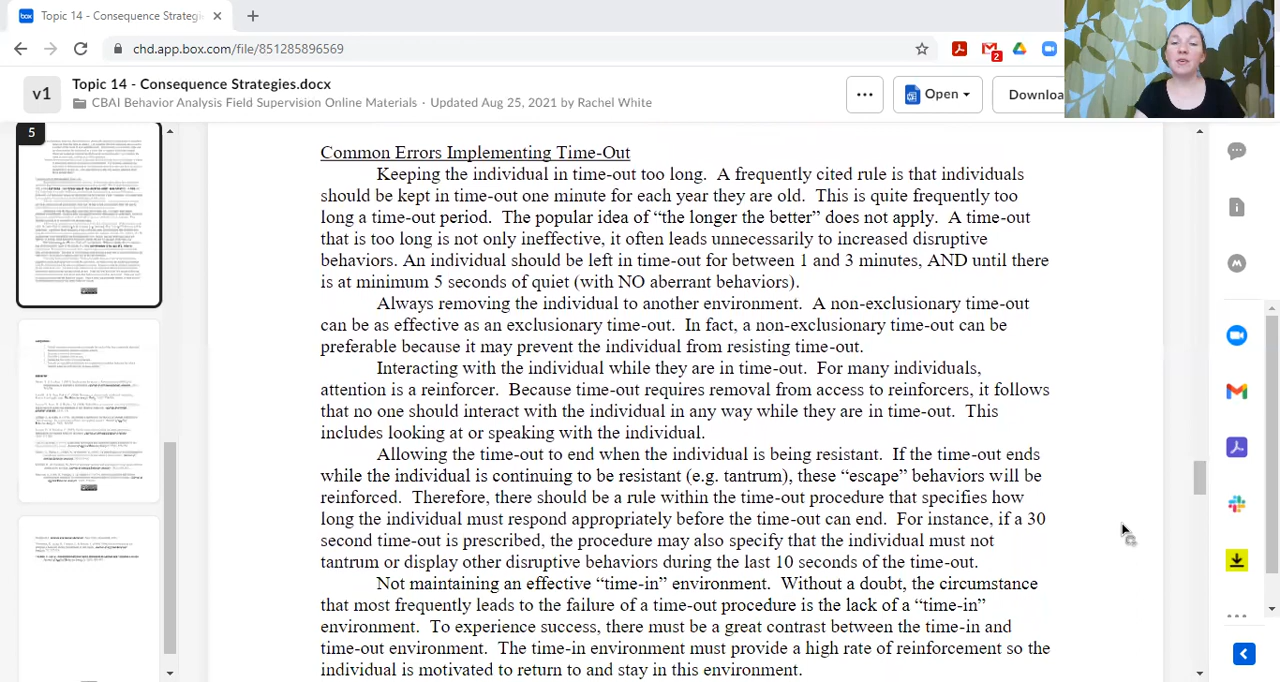 Topic 14 - Consequence Strateg
chd.app.box.com/file/851285896569
2
v1
Topic 14 - Consequence Strategies.docx
CBAI Behavior Analysis Field Supervision Online Materials · Updated Aug 25, 2021 by Rachel White
Open
Downloa
5
Common Errors Implementing Time-Out
Keeping the individual in time-out too long. A frequently cited rule is that individuals
should be kept in time-out 1 minute for each year they are old. This is quite frequently too
long a time-out period. The popular idea of “the longer the better” does not apply. A time-out
that is too long is not only ineffective, it often leads unnecessarily to increased disruptive
behaviors. An individual should be left in time-out for between 1 and 3 minutes, AND until there
is at minimum 5 seconds of quiet (with NO aberrant behaviors).
Always removing the individual to another environment. A non-exclusionary time-out
can be as effective as an exclusionary time-out. In fact, a non-exclusionary time-out can be
preferable because it may prevent the individual from resisting time-out.
Interacting with the individual while they are in time-out. For many individuals,
attention is a reinforcer. Since time-out requires a loss of access to reinforcers, it follows
that no one should interact with the individual in any way while they are in time-out. This
includes looking at or speaking with the individual.
Allowing the time-out to end when the individual is being resistant. If the time-out ends
while the individual is continuing to be resistant (e.g. tantrum), these “escape” behaviors will be
reinforced. Therefore, there should be a rule within the time-out procedure that specifies how
long the individual must respond appropriately before the time-out can end. For instance, if a 30
second time-out is being used, the procedure may also state that the individual must not
tantrum or display other disruptive behaviors during the last 10 seconds of the time-out.
Not maintaining an effective “time-in” environment. Without a doubt, the circumstance
that most frequently leads to the failure of a time-out procedure is the lack of a “time-in”
environment. To experience success, there must be a great contrast between the time-in and
time-out environment. The time-in environment must provide a high rate of reinforcement so the
individual is motivated to return to and stay in this environment.